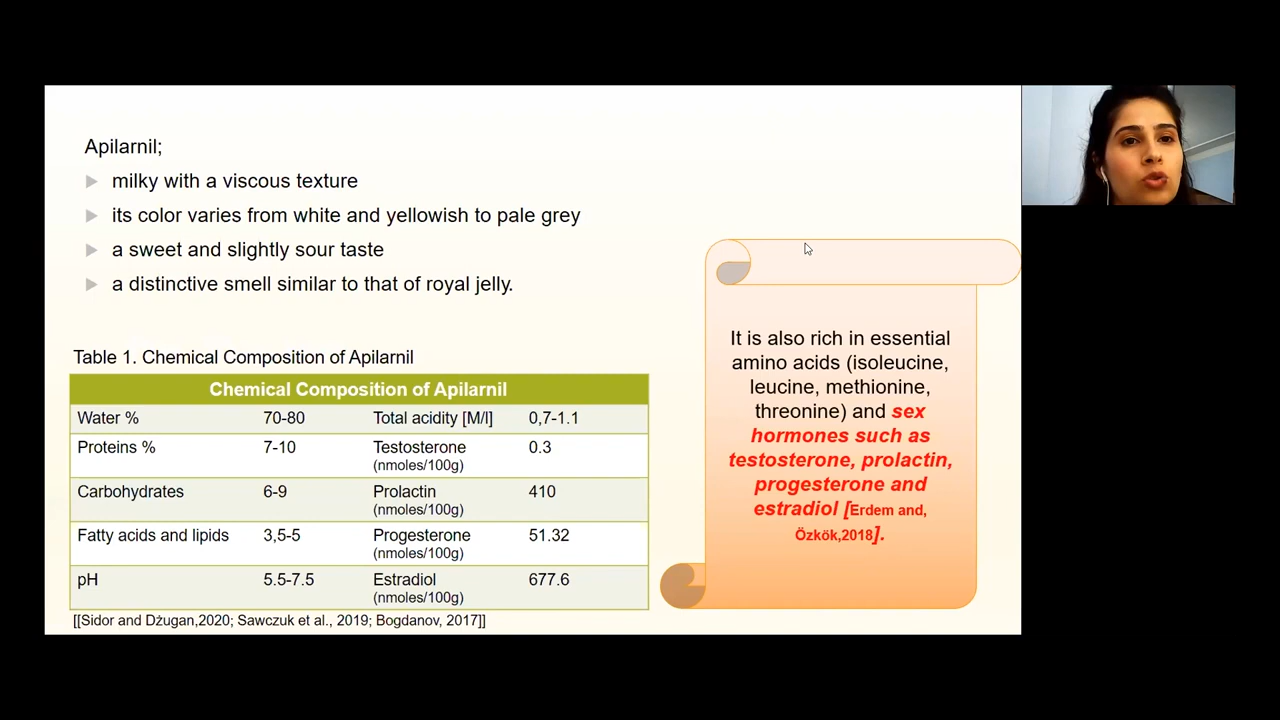 Apilarnil;
milky with a viscous texture
its color varies from white and yellowish to pale grey
a sweet and slightly sour taste
a distinctive smell similar to that of royal jelly.
Table 1. Chemical Composition of Apilarnil
Chemical Composition of Apilarnil
Water % 70-80 Total acidity [M/l] 0,7-1.1
Proteins % 7-10 Testosterone 0.3
(nmoles/100g)
Carbohydrates 6-9 Prolactin 410
(nmoles/100g)
Fatty acids and lipids 3,5-5 Progesterone 51.32
(nmoles/100g)
pH 5.5-7.5 Estradiol 677.6
(nmoles/100g)
[[Sidor and Dżugan,2020; Sawczuk et al., 2019; Bogdanov, 2017]]
It is also rich in essential
amino acids (isoleucine,
leucine, methionine,
threonine) and sex
hormones such as
testosterone, prolactin,
progesterone and
estradiol [Erdem and,
Özkök,2018].